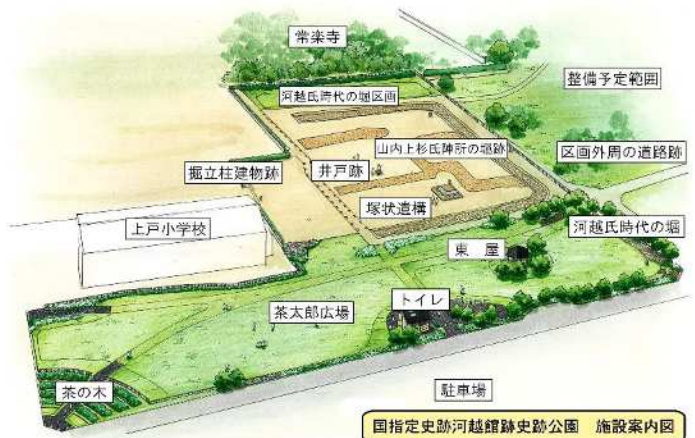 常楽寺
整備予定範囲
河越氏時代の堀区画
山内上杉氏陣所の堀跡
区画外周の道路跡
掘立柱建物跡
井戸跡
塚状遺構
上戸小学校
河越氏時代の堀
東屋
トイレ
茶太郎広場
茶の木
駐車場
国指定史跡河越館跡史跡公園 施設案内図